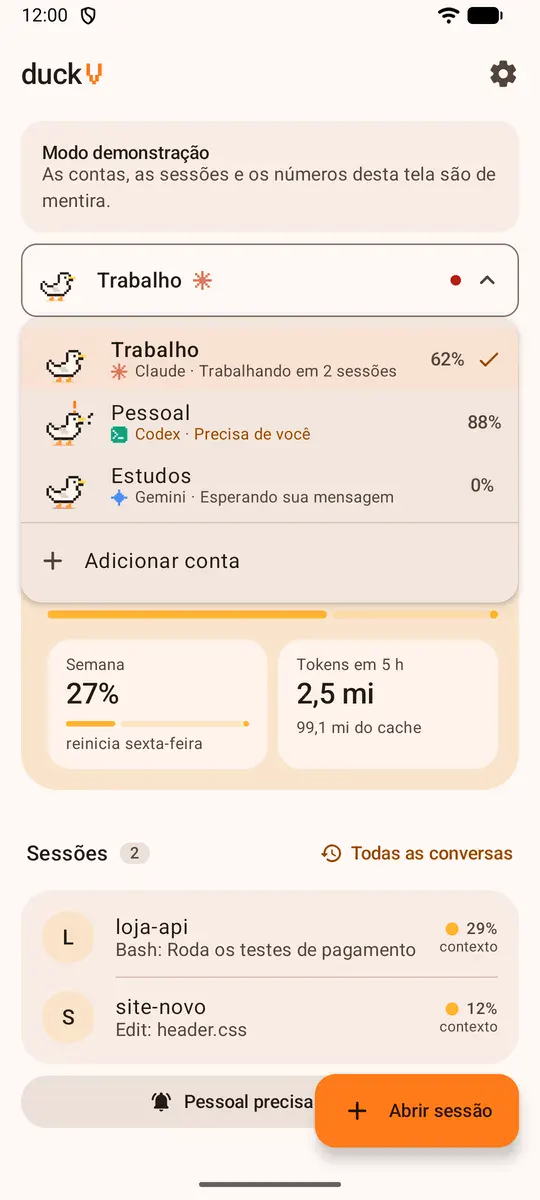 12:00
duck
Modo demonstração
As contas, as sessões e os números desta tela são de
mentira.
Trabalho
Trabalho
Claude · Trabalhando em 2 sessões
62%
Pessoal
Codex · Precisa de você
88%
Estudos
Gemini · Esperando sua mensagem
0%
Adicionar conta
Semana
27%
reinicia sexta-feira
Tokens em 5 h
2,5 mi
99,1 mi do cache
Sessões 2
Todas as conversas
L
loja-api
Bash: Roda os testes de pagamento
29%
contexto
S
site-novo
Edit: header.css
12%
contexto
Pessoal precisa
Abrir sessão